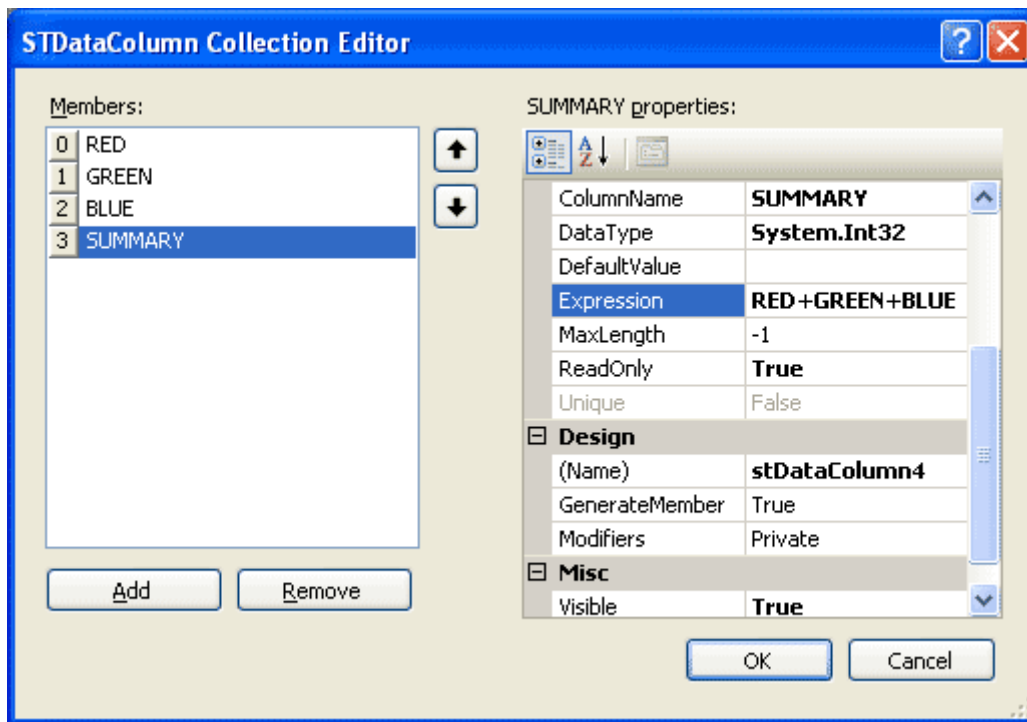 STDataColumn Collection Editor
Members:
0 RED
1 GREEN
2 BLUE
3 SUMMARY
Add
Remove
SUMMARY properties:
ColumnName SUMMARY
DataType System.Int32
DefaultValue
Expression RED+GREEN+BLUE
MaxLength -1
ReadOnly True
Unique False
Design
(Name) stDataColumn4
GenerateMember True
Modifiers Private
Misc
Visible True
OK
Cancel